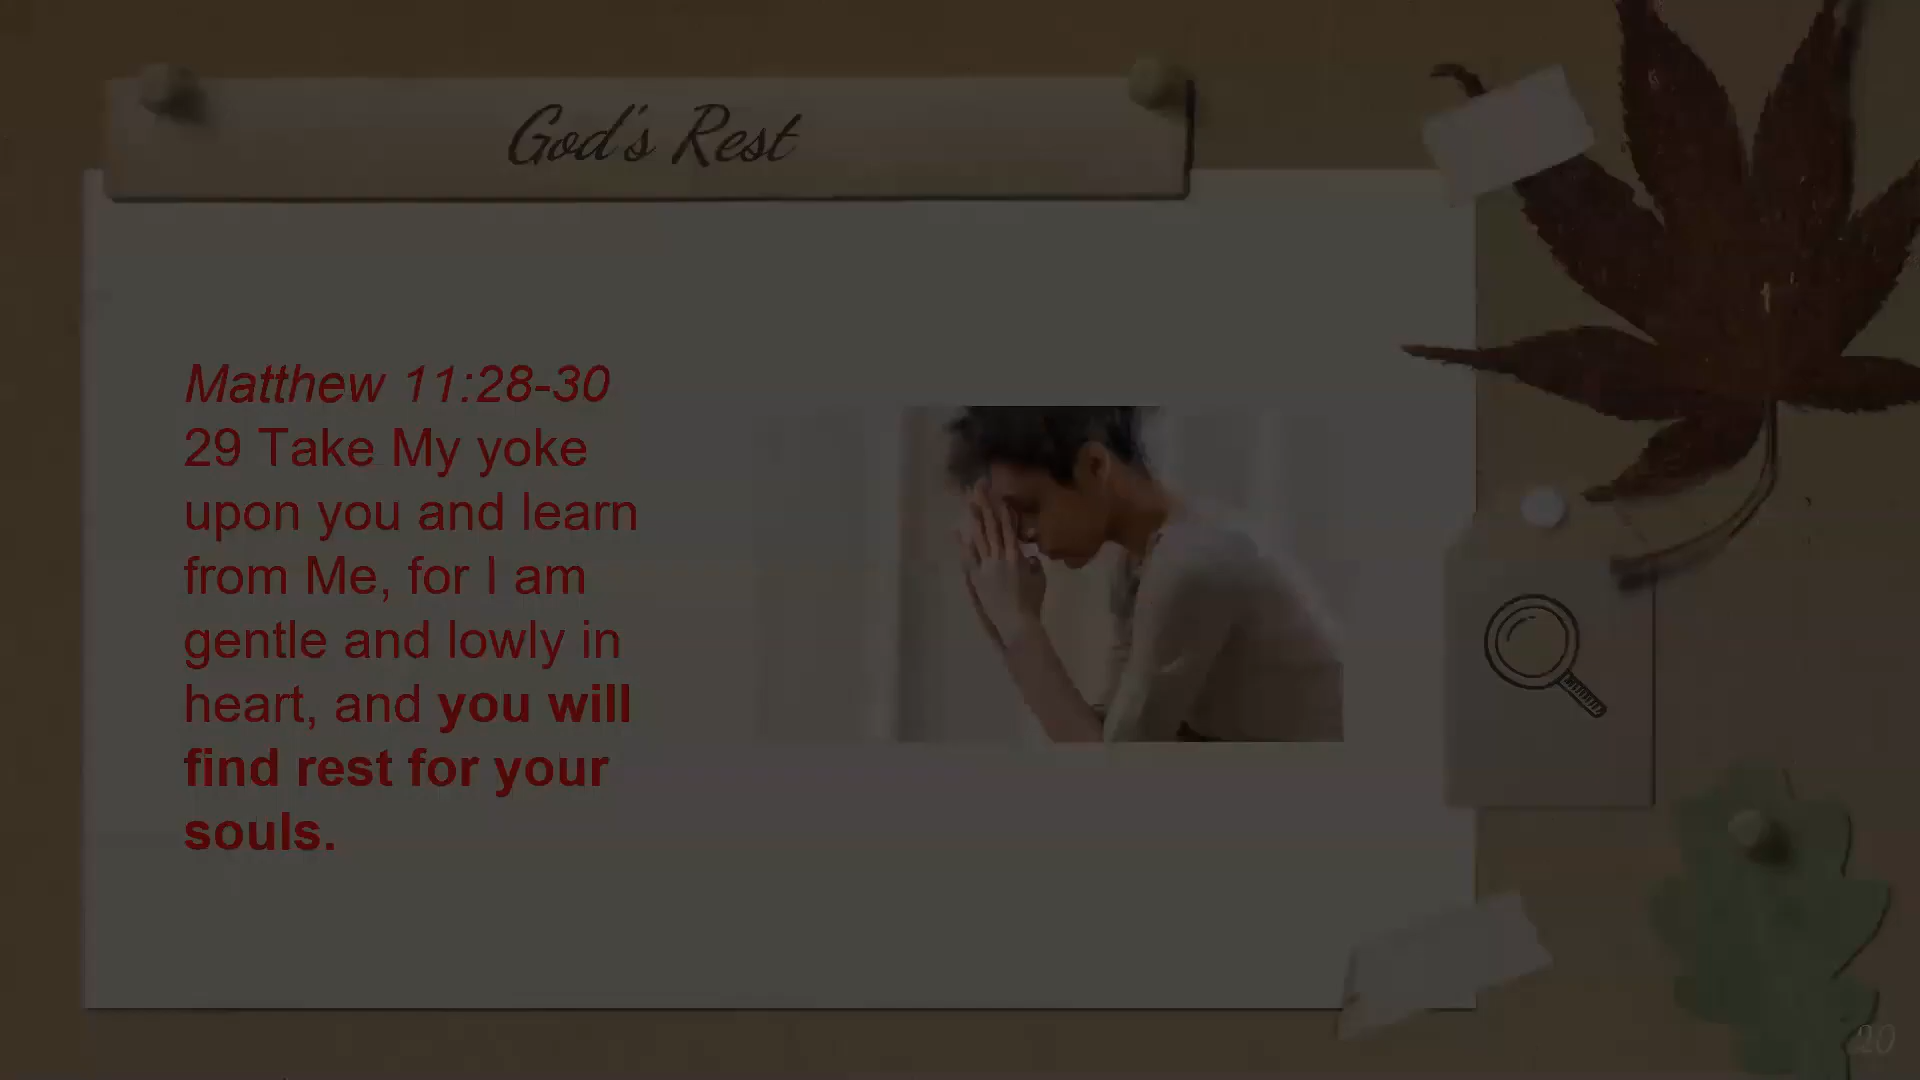 God's Rest
Matthew 11:28-30
29 Take My yoke
upon you and learn
from Me, for I am
gentle and lowly in
heart, and you will
find rest for your
souls.
20